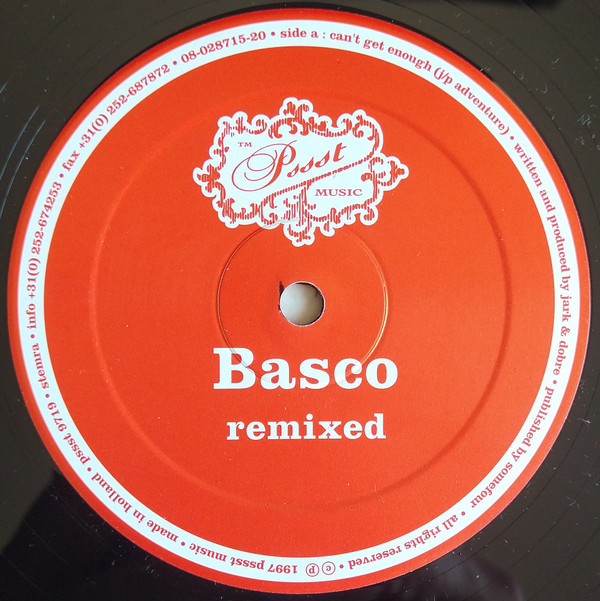 TM
Pssst
MUSIC
Basco
remixed
side a : can't get enough (j/p adventure) • written and produced by jark & dobre • published by somefour • all rights reserved • ⓒ ⓟ 1997 pssst music • made in holland • pssst 9719 • stemra • info +31(0) 252-674253 • fax +31(0) 252-687872 • 08-028715-20 •